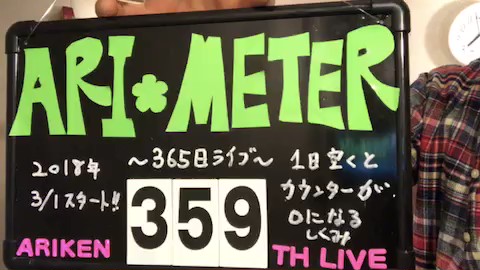 ARI*METER
2018年
3/1スタート!!
～365日ライブ～
1日空くと
カウンターが.
0になる
しくみ
359
ARIKEN
TH LIVE